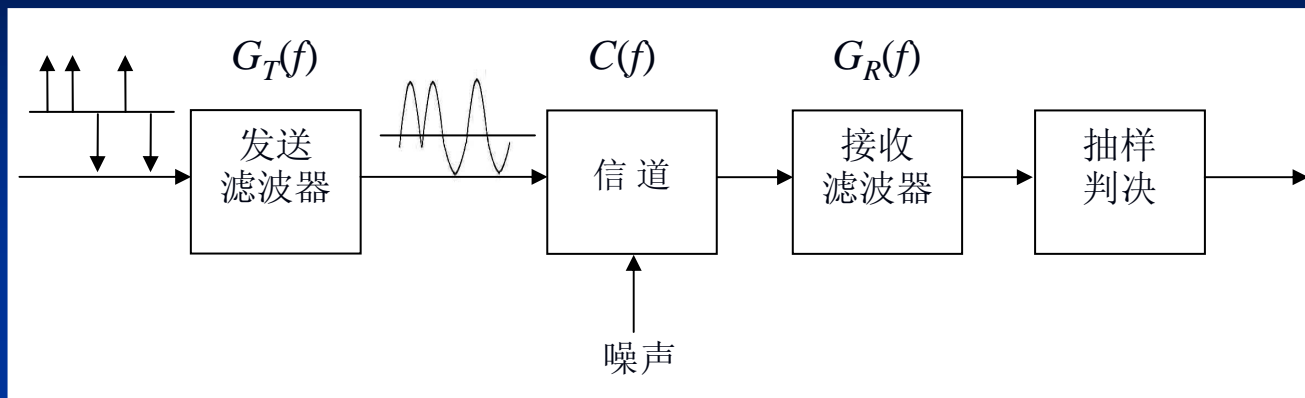 G_T(f)
C(f)
G_R(f)
发送
滤波器
信 道
接收
滤波器
抽样
判决
噪声